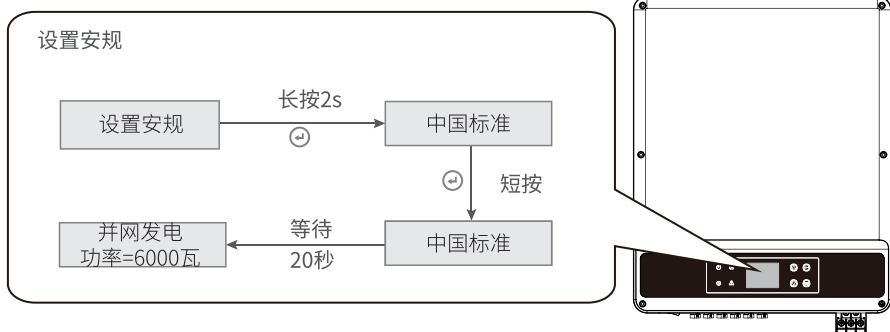 设置安规
长按2s
设置安规
中国标准
短按
并网发电
功率=6000瓦
等待
20秒
中国标准